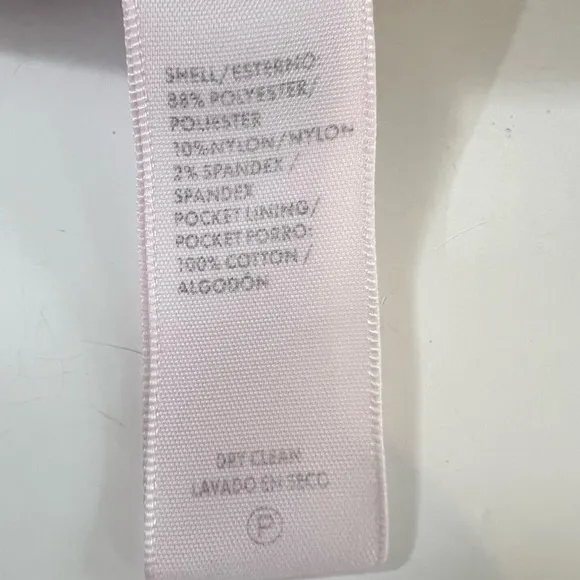 SHELL/ESTERMO:
88% POLYESTER/
POLIESTER
10%NYLON/NYLON
2% SPANDEX/
SPANDEX
POCKET LINING/
POCKET FORRO:
100% COTTON/
ALGODÓN
DRY CLEAN
LAVADO EN SECO
P